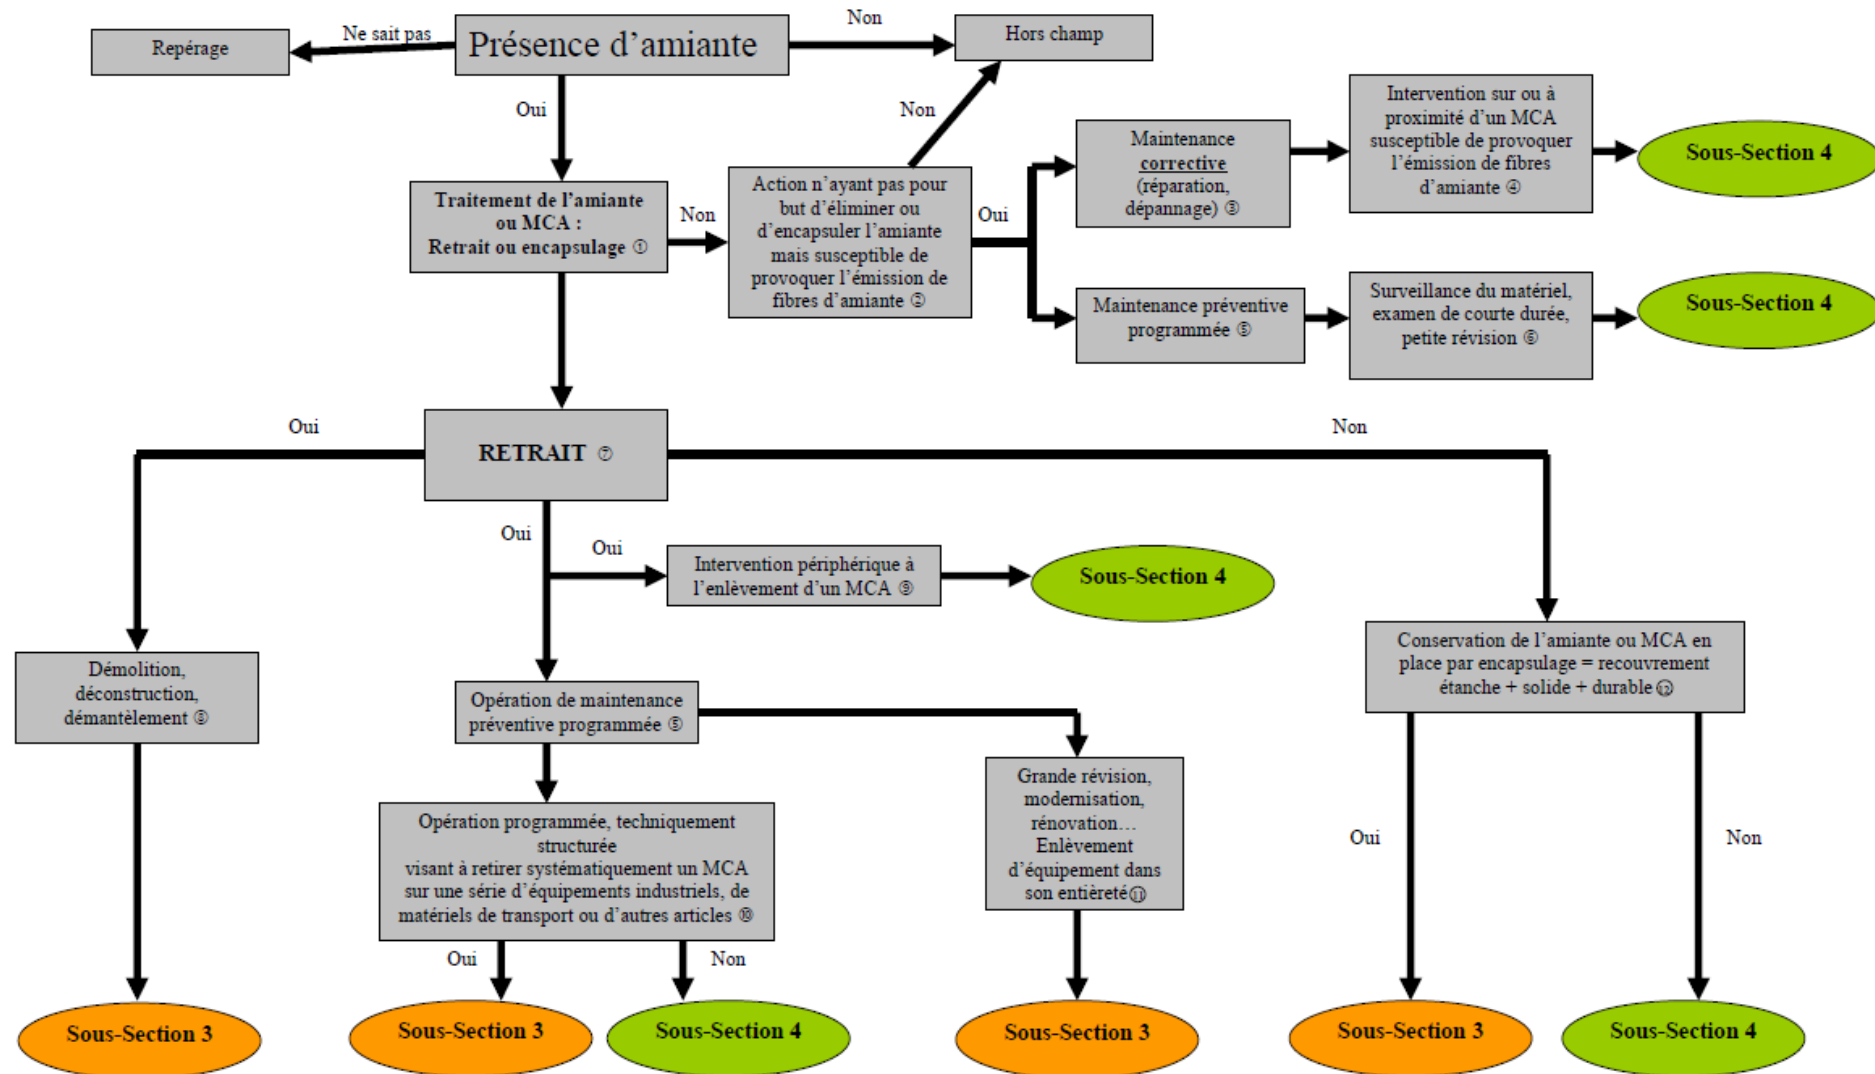 Repérage
Ne sait pas
Présence d’amiante
Non
Hors champ
Oui
Non
Traitement de l’amiante
ou MCA :
Retrait ou encapsulage ①
Non
Action n’ayant pas pour
but d’éliminer ou
d’encapsuler l’amiante
mais susceptible de
provoquer l’émission de
fibres d’amiante ②
Oui
Maintenance
corrective
(réparation,
dépannage) ③
Intervention sur ou à
proximité d’un MCA
susceptible de provoquer
l’émission de fibres
d’amiante ④
Sous-Section 4
Maintenance préventive
programmée ⑤
Surveillance du matériel,
examen de courte durée,
petite révision ⑥
Sous-Section 4
Oui
RETRAIT ⑦
Non
Oui
Oui
Intervention périphérique à
l’enlèvement d’un MCA ⑨
Sous-Section 4
Démolition,
déconstruction,
démantèlement ⑧
Opération de maintenance
préventive programmée ⑤
Conservation de l’amiante ou MCA en
place par encapsulage = recouvrement
étanche + solide + durable ⑫
Opération programmée, techniquement
structurée
visant à retirer systématiquement un MCA
sur une série d’équipements industriels, de
matériels de transport ou d’autres articles ⑩
Grande révision,
modernisation,
rénovation…
Enlèvement
d’équipement dans
son entièreté⑪
Oui
Non
Oui
Non
Sous-Section 3
Sous-Section 3
Sous-Section 4
Sous-Section 3
Sous-Section 3
Sous-Section 4